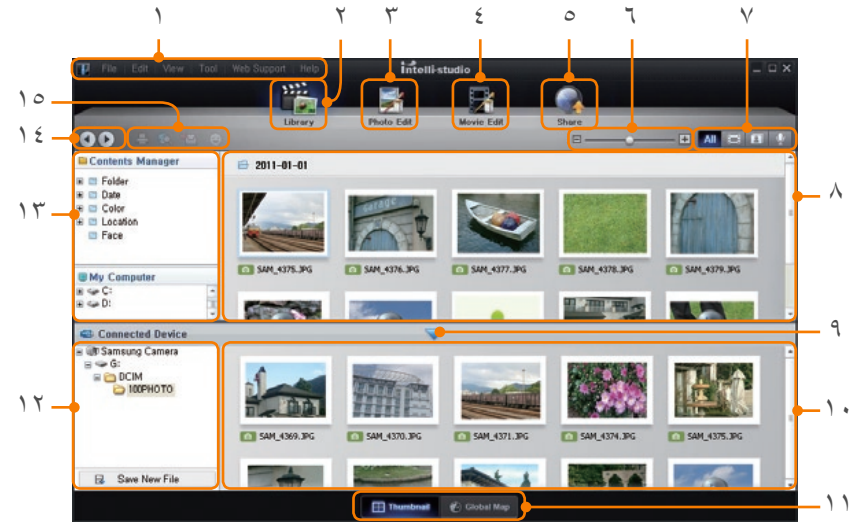 ١ ٢ ٣ ٤ ٥ ٦ ٧
File Edit View Tool Web Support Help
intelli-studio
١٥
Library Photo Edit Movie Edit Share
١٤
All
Contents Manager
2011-01-01
Folder
Date
Color
Location
Face
١٣
٨
SAM_4375.JPG SAM_4376.JPG SAM_4377.JPG SAM_4378.JPG SAM_4379.JPG
My Computer
C:
D:
Connected Device
٩
Samsung Camera
G:
DCIM
100PHOTO
١٢
١٠
SAM_4369.JPG SAM_4370.JPG SAM_4371.JPG SAM_4374.JPG SAM_4375.JPG
Save New File
Thumbnail Global Map
١١